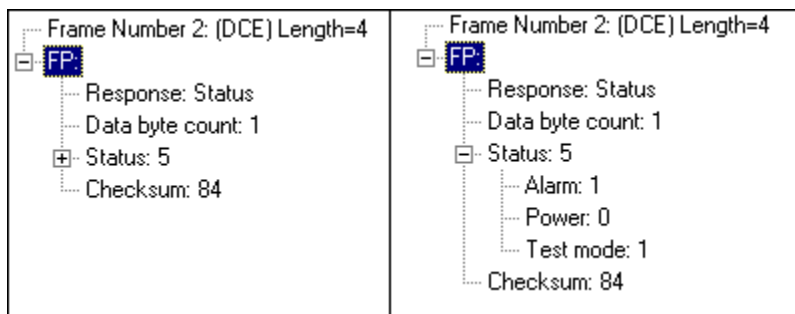 Frame Number 2: (DCE) Length=4
FP:
Response: Status
Data byte count: 1
Status: 5
Checksum: 84
Frame Number 2: (DCE) Length=4
FP:
Response: Status
Data byte count: 1
Status: 5
Alarm: 1
Power: 0
Test mode: 1
Checksum: 84